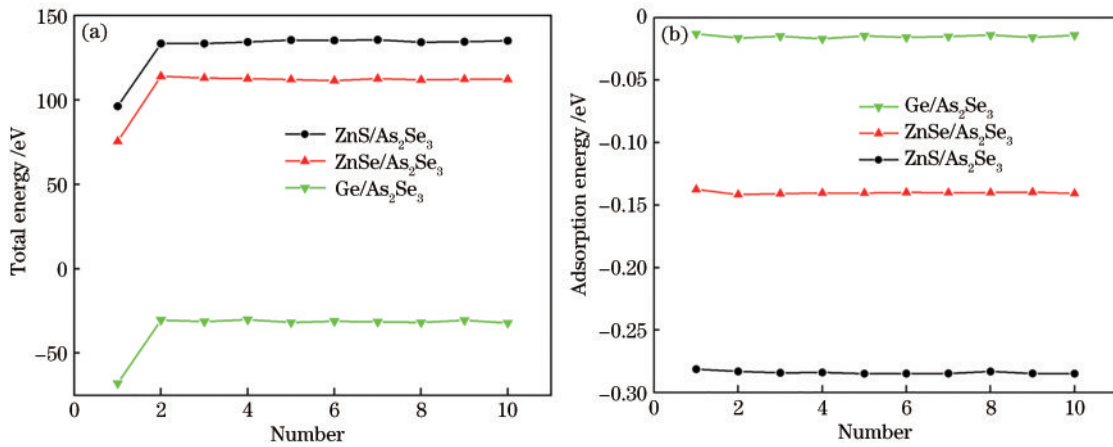 (a)
Total energy /eV
150
100
50
0
−50
ZnS/As₂Se₃
ZnSe/As₂Se₃
Ge/As₂Se₃
0 2 4 6 8 10
Number
(b)
Adsorption energy /eV
0
−0.05
−0.10
−0.15
−0.20
−0.25
−0.30
Ge/As₂Se₃
ZnSe/As₂Se₃
ZnS/As₂Se₃
0 2 4 6 8 10
Number